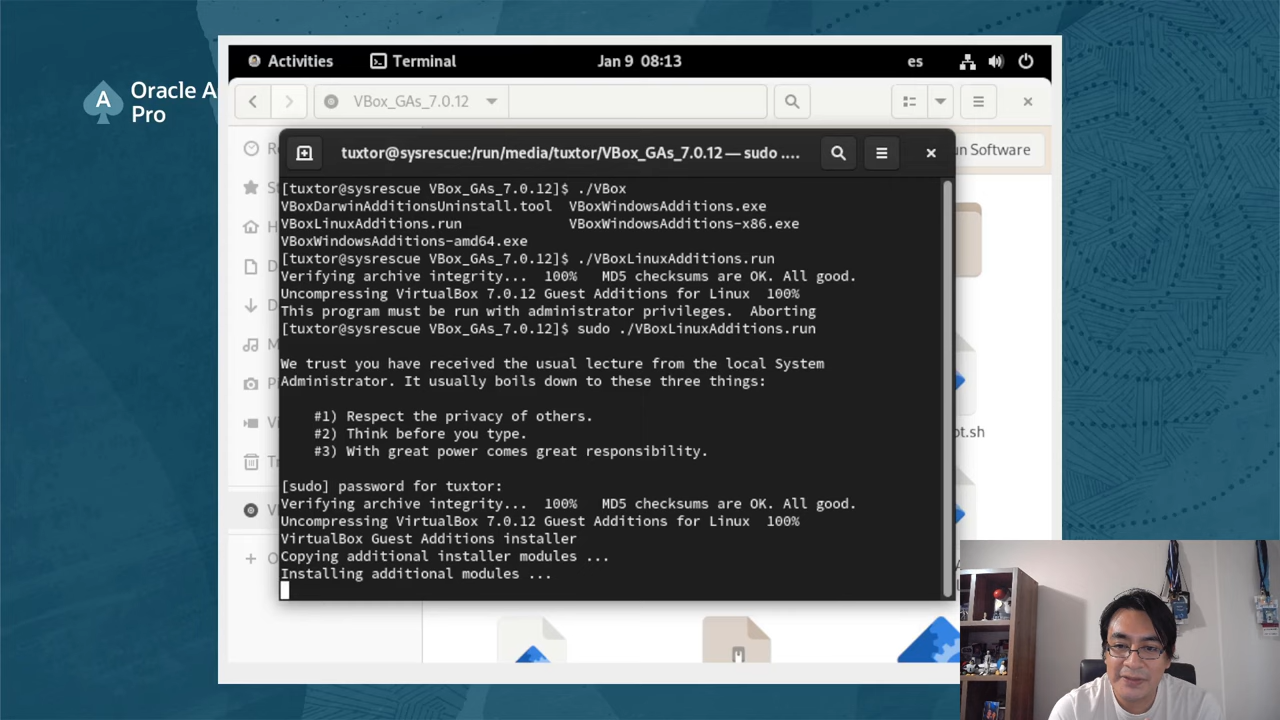 Oracle A
Pro
Activities
Terminal
Jan 9 08:13
es
VBox_GAs_7.0.12
un Software
tuxtor@sysrescue:/run/media/tuxtor/VBox_GAs_7.0.12 — sudo ....
[tuxtor@sysrescue VBox_GAs_7.0.12]$ ./VBox
VBoxDarwinAdditionsUninstall.tool  VBoxWindowsAdditions.exe
VBoxLinuxAdditions.run             VBoxWindowsAdditions-x86.exe
VBoxWindowsAdditions-amd64.exe
[tuxtor@sysrescue VBox_GAs_7.0.12]$ ./VBoxLinuxAdditions.run
Verifying archive integrity...  100%   MD5 checksums are OK. All good.
Uncompressing VirtualBox 7.0.12 Guest Additions for Linux  100%
This program must be run with administrator privileges.  Aborting
[tuxtor@sysrescue VBox_GAs_7.0.12]$ sudo ./VBoxLinuxAdditions.run
We trust you have received the usual lecture from the local System
Administrator. It usually boils down to these three things:
#1) Respect the privacy of others.
#2) Think before you type.
#3) With great power comes great responsibility.
[sudo] password for tuxtor:
Verifying archive integrity...  100%   MD5 checksums are OK. All good.
Uncompressing VirtualBox 7.0.12 Guest Additions for Linux  100%
VirtualBox Guest Additions installer
Copying additional installer modules ...
Installing additional modules ...
ot.sh